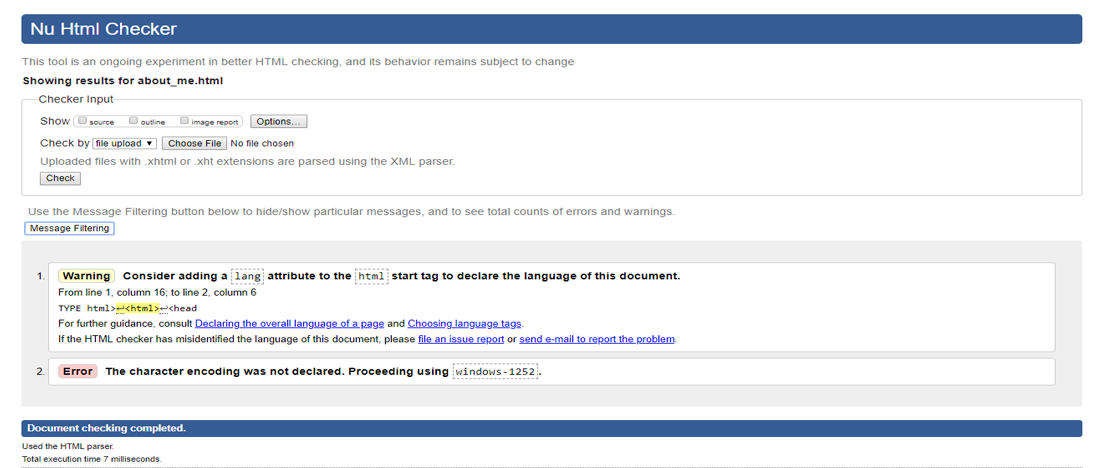 Nu Html Checker
This tool is an ongoing experiment in better HTML checking, and its behavior remains subject to change
Showing results for about_me.html
Checker Input
Show source outline image report Options...
Check by file upload ▼ Choose File No file chosen
Uploaded files with .xhtml or .xht extensions are parsed using the XML parser.
Check
Use the Message Filtering button below to hide/show particular messages, and to see total counts of errors and warnings.
Message Filtering
1. Warning Consider adding a lang attribute to the html start tag to declare the language of this document.
From line 1, column 16; to line 2, column 6
TYPE html>↩<html>↩<head
For further guidance, consult Declaring the overall language of a page and Choosing language tags.
If the HTML checker has misidentified the language of this document, please file an issue report or send e-mail to report the problem.
2. Error The character encoding was not declared. Proceeding using windows-1252.
Document checking completed.
Used the HTML parser.
Total execution time 7 milliseconds.